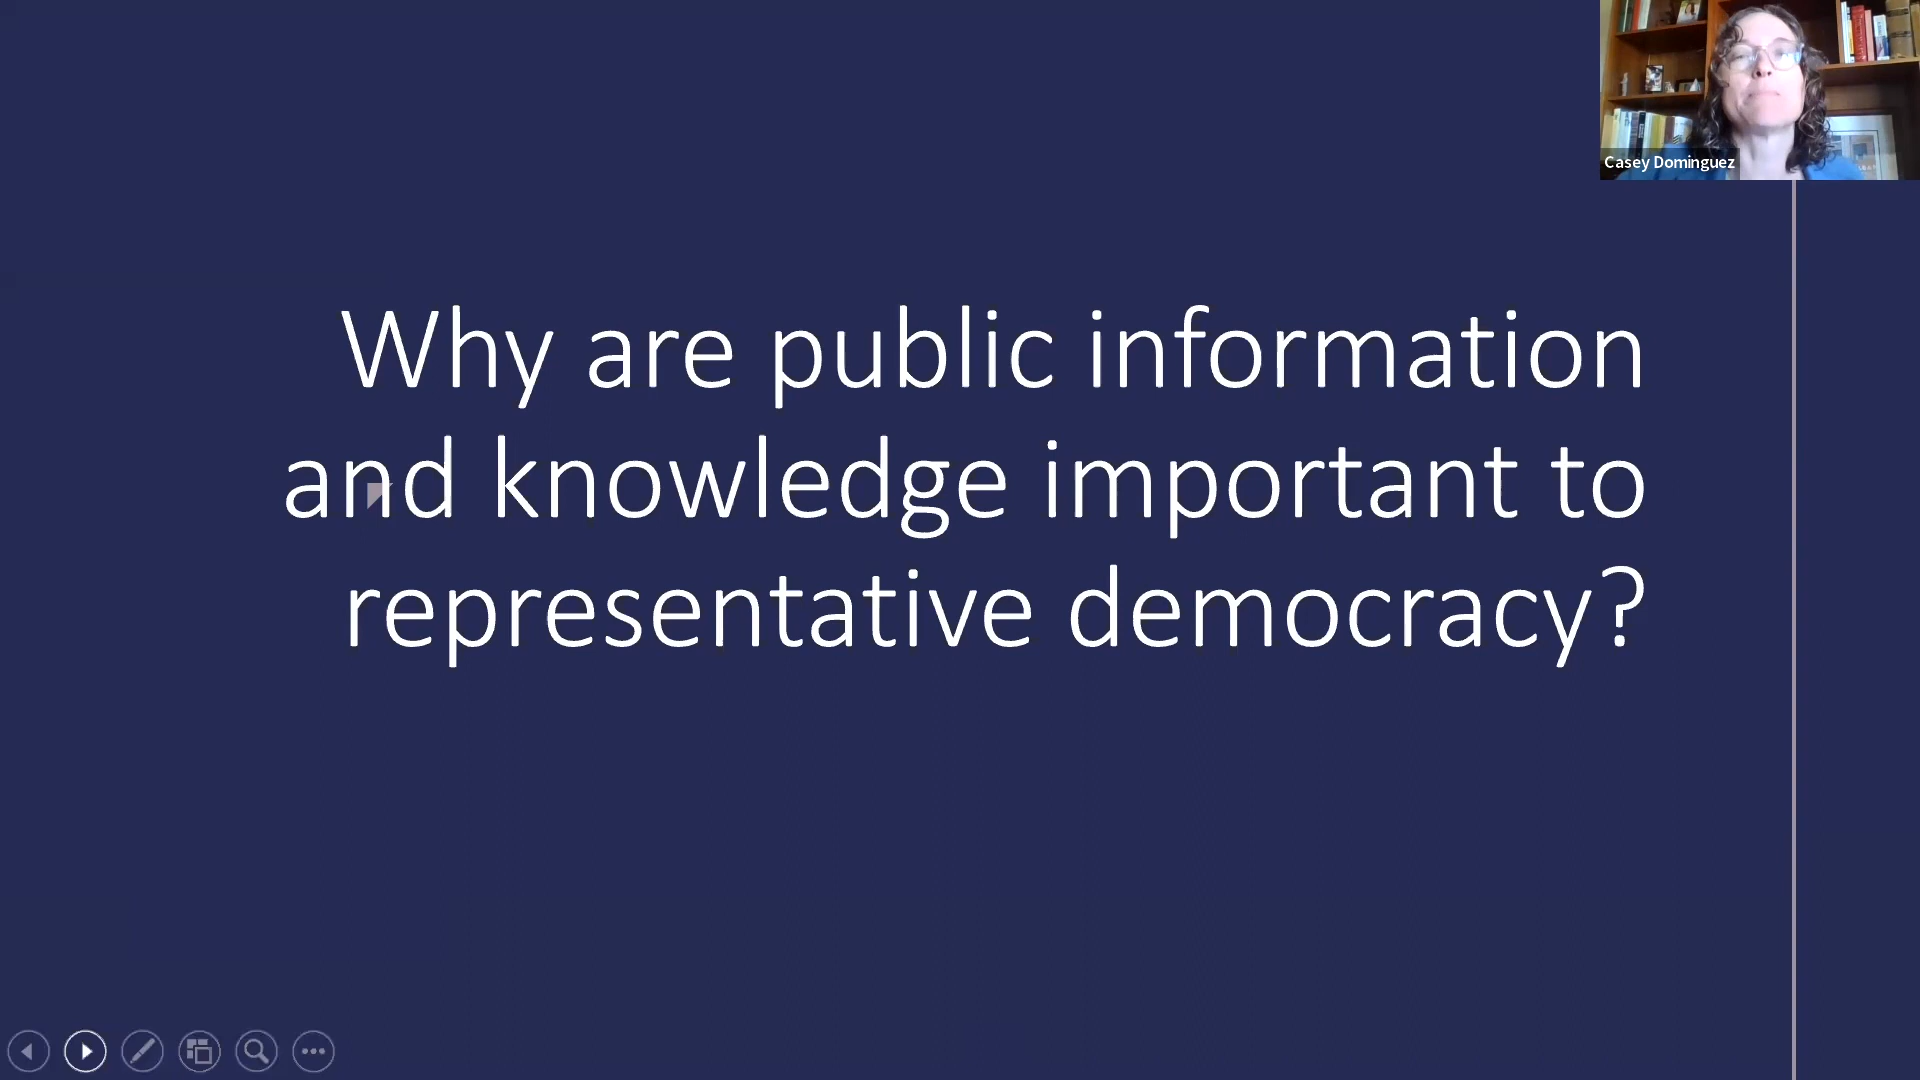 Casey Dominguez
Why are public information
and knowledge important to
representative democracy?